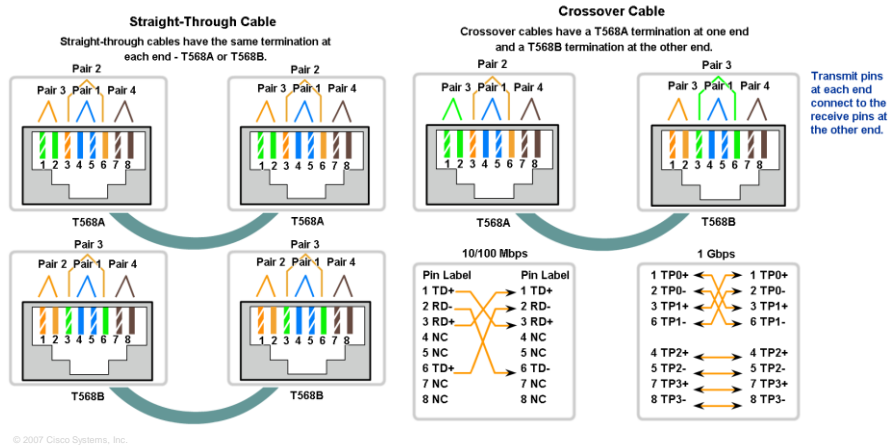 Straight-Through Cable
Straight-through cables have the same termination at
each end - T568A or T568B.
Pair 2
Pair 3 Pair 1 Pair 4
1 2 3 4 5 6 7 8
T568A
Pair 2
Pair 3 Pair 1 Pair 4
1 2 3 4 5 6 7 8
T568A
Pair 3
Pair 2 Pair 1 Pair 4
1 2 3 4 5 6 7 8
T568B
Pair 3
Pair 2 Pair 1 Pair 4
1 2 3 4 5 6 7 8
T568B
Crossover Cable
Crossover cables have a T568A termination at one end
and a T568B termination at the other end.
Pair 2
Pair 3 Pair 1 Pair 4
1 2 3 4 5 6 7 8
T568A
Pair 3
Pair 2 Pair 1 Pair 4
1 2 3 4 5 6 7 8
T568B
Transmit pins
at each end
connect to the
receive pins at
the other end.
10/100 Mbps
Pin Label Pin Label
1 TD+ 1 TD+
2 RD- 2 RD-
3 RD+ 3 RD+
4 NC 4 NC
5 NC 5 NC
6 TD+ 6 TD-
7 NC 7 NC
8 NC 8 NC
1 Gbps
1 TP0+ 1 TP0+
2 TP0- 2 TP0-
3 TP1+ 3 TP1+
6 TP1- 6 TP1-
4 TP2+ 4 TP2+
5 TP2- 5 TP2-
7 TP3+ 7 TP3+
8 TP3- 8 TP3-
© 2007 Cisco Systems, Inc.